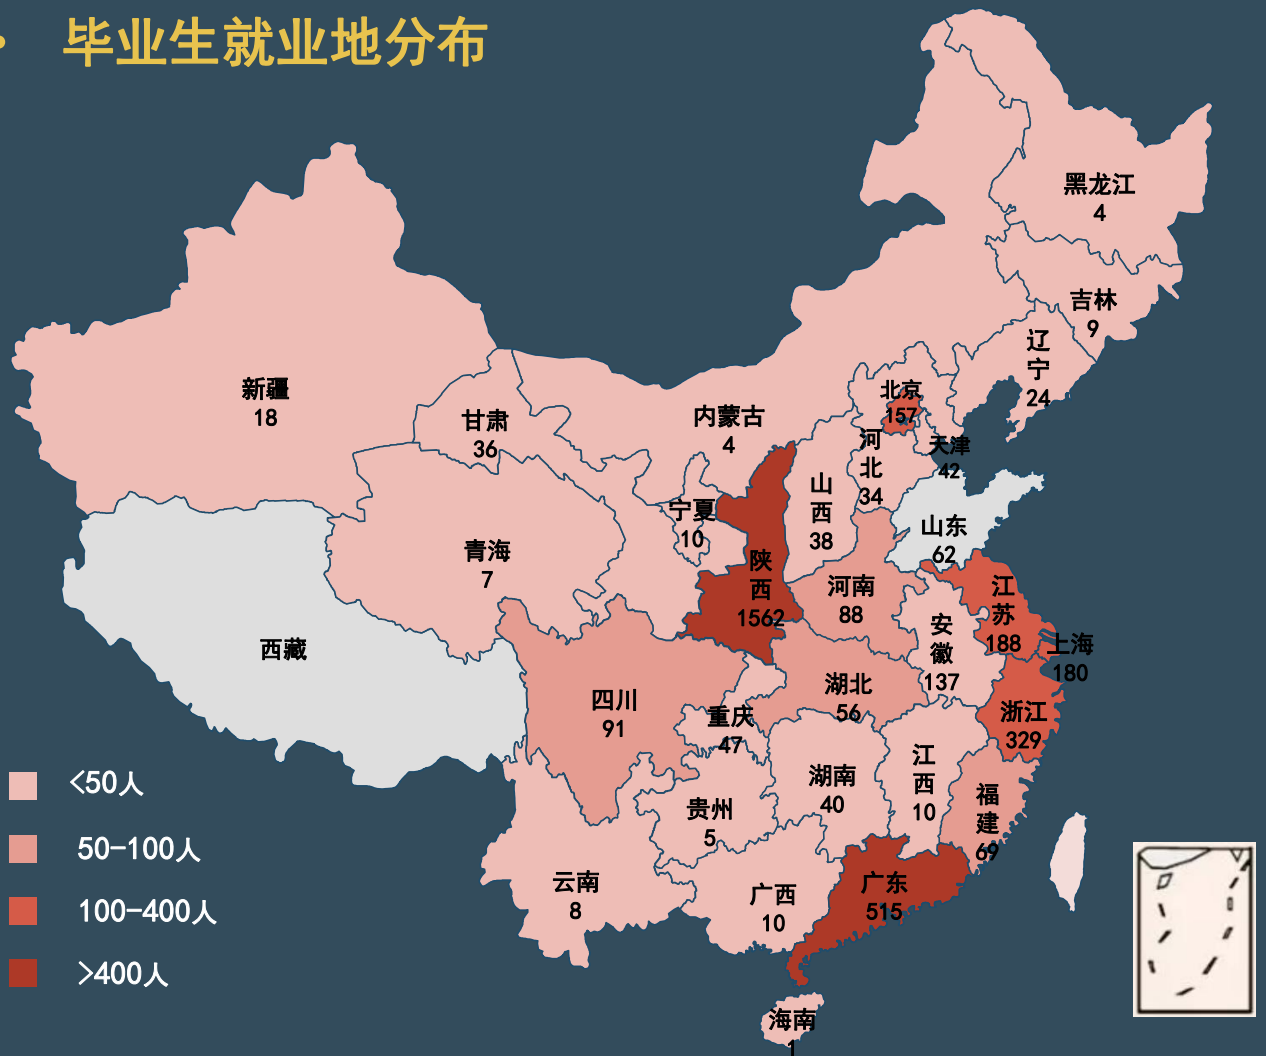 • 毕业生就业地分布
黑龙江
4
吉林
9
辽
宁
24
新疆
18
甘肃
36
内蒙古
4
北京
157
天津
42
河
北
34
山
西
38
宁夏
10
山东
62
青海
7
陕
西
1562
河南
88
江
苏
188
安
徽
137
上海
180
西藏
四川
91
湖北
56
重庆
47
浙江
329
湖南
40
江
西
10
贵州
5
福
建
69
云南
8
广西
10
广东
515
海南
1
<50人
50-100人
100-400人
>400人